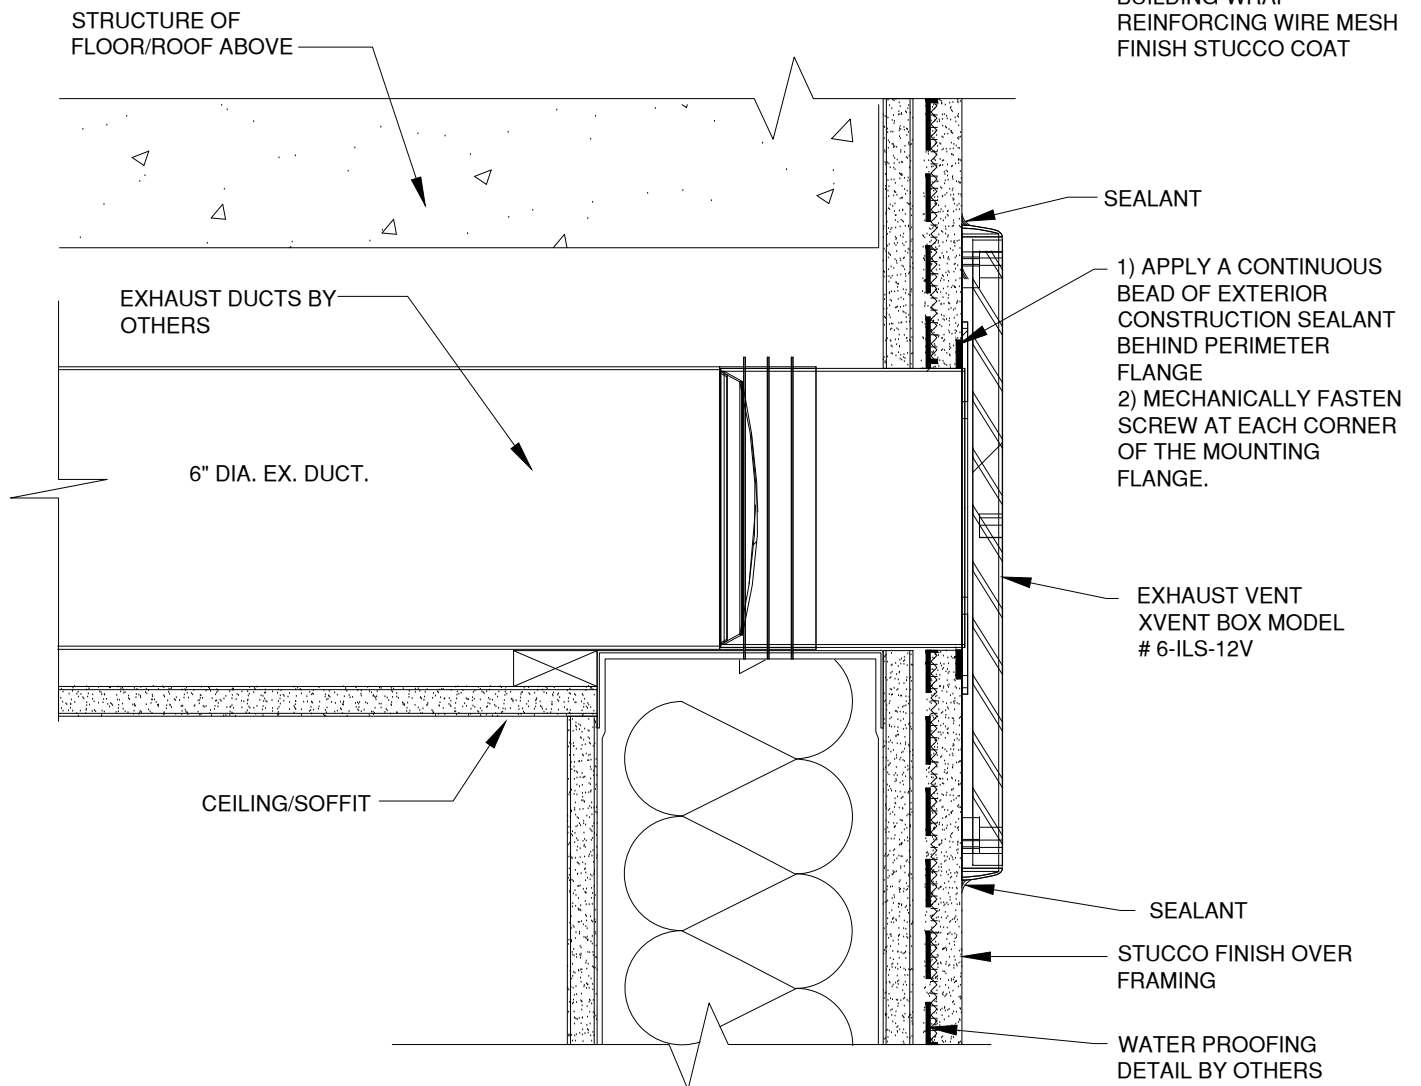 BUILDING WRAP
REINFORCING WIRE MESH
FINISH STUCCO COAT
STRUCTURE OF
FLOOR/ROOF ABOVE
SEALANT
1) APPLY A CONTINUOUS
BEAD OF EXTERIOR
CONSTRUCTION SEALANT
BEHIND PERIMETER
FLANGE
2) MECHANICALLY FASTEN
SCREW AT EACH CORNER
OF THE MOUNTING
FLANGE.
EXHAUST DUCTS BY
OTHERS
6" DIA. EX. DUCT.
EXHAUST VENT
XVENT BOX MODEL
# 6-ILS-12V
CEILING/SOFFIT
SEALANT
STUCCO FINISH OVER
FRAMING
WATER PROOFING
DETAIL BY OTHERS